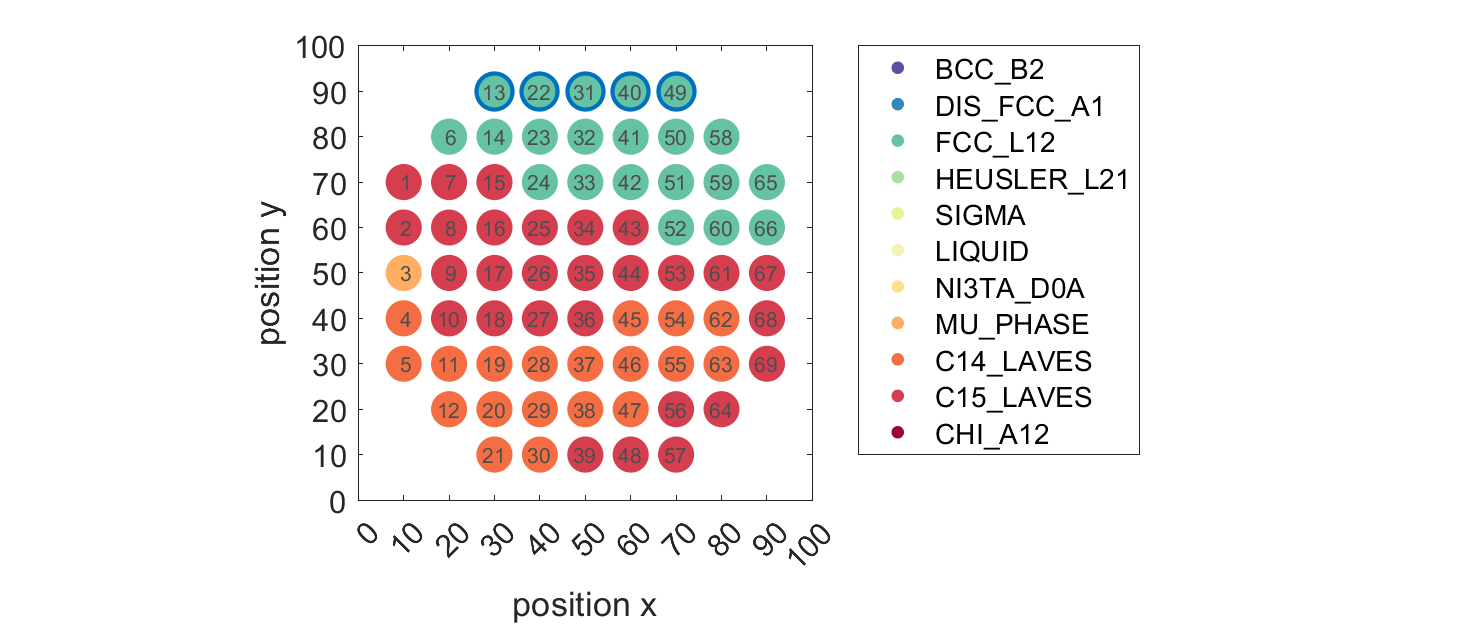 100
90
80
70
60
50
40
30
20
10
0
position y
13 22 31 40 49
6 14 23 32 41 50 58
1 7 15 24 33 42 51 59 65
2 8 16 25 34 43 52 60 66
3 9 17 26 35 44 53 61 67
4 10 18 27 36 45 54 62 68
5 11 19 28 37 46 55 63 69
12 20 29 38 47 56 64
21 30 39 48 57
0 10 20 30 40 50 60 70 80 90 100
position x
BCC_B2
DIS_FCC_A1
FCC_L12
HEUSLER_L21
SIGMA
LIQUID
NI3TA_D0A
MU_PHASE
C14_LAVES
C15_LAVES
CHI_A12